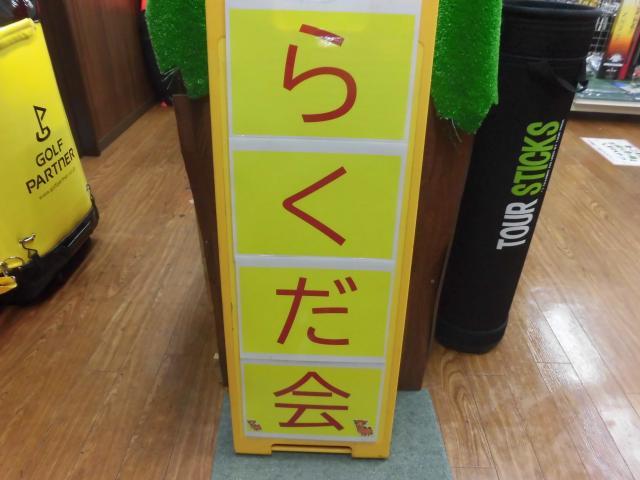 らくだ会
GOLF
PARTNER
TOUR STICKS